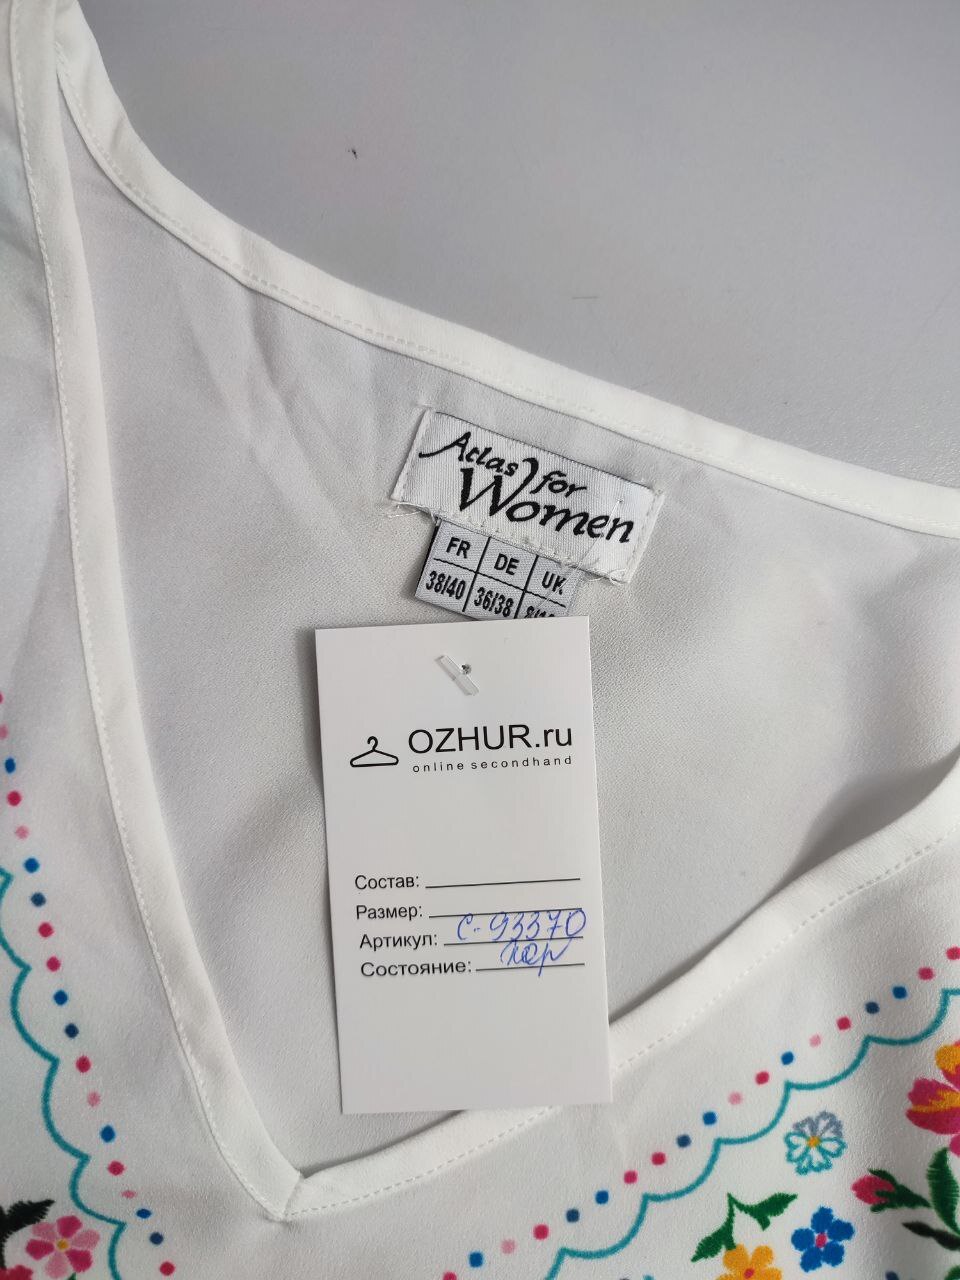 Atlas for
Women
FR DE UK
38/40 36/38
OZHUR.ru
online secondhand
Состав:
Размер:
Артикул: С-93370
Состояние: хор